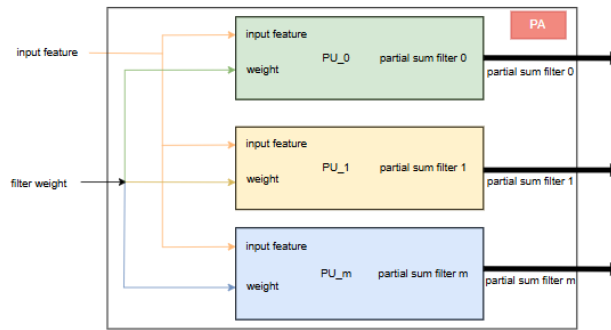 PA
input feature
PU_0
partial sum filter 0
input feature
weight
partial sum filter 0
input feature
PU_1
partial sum filter 1
weight
filter weight
partial sum filter 1
input feature
PU_m
partial sum filter m
weight
partial sum filter m